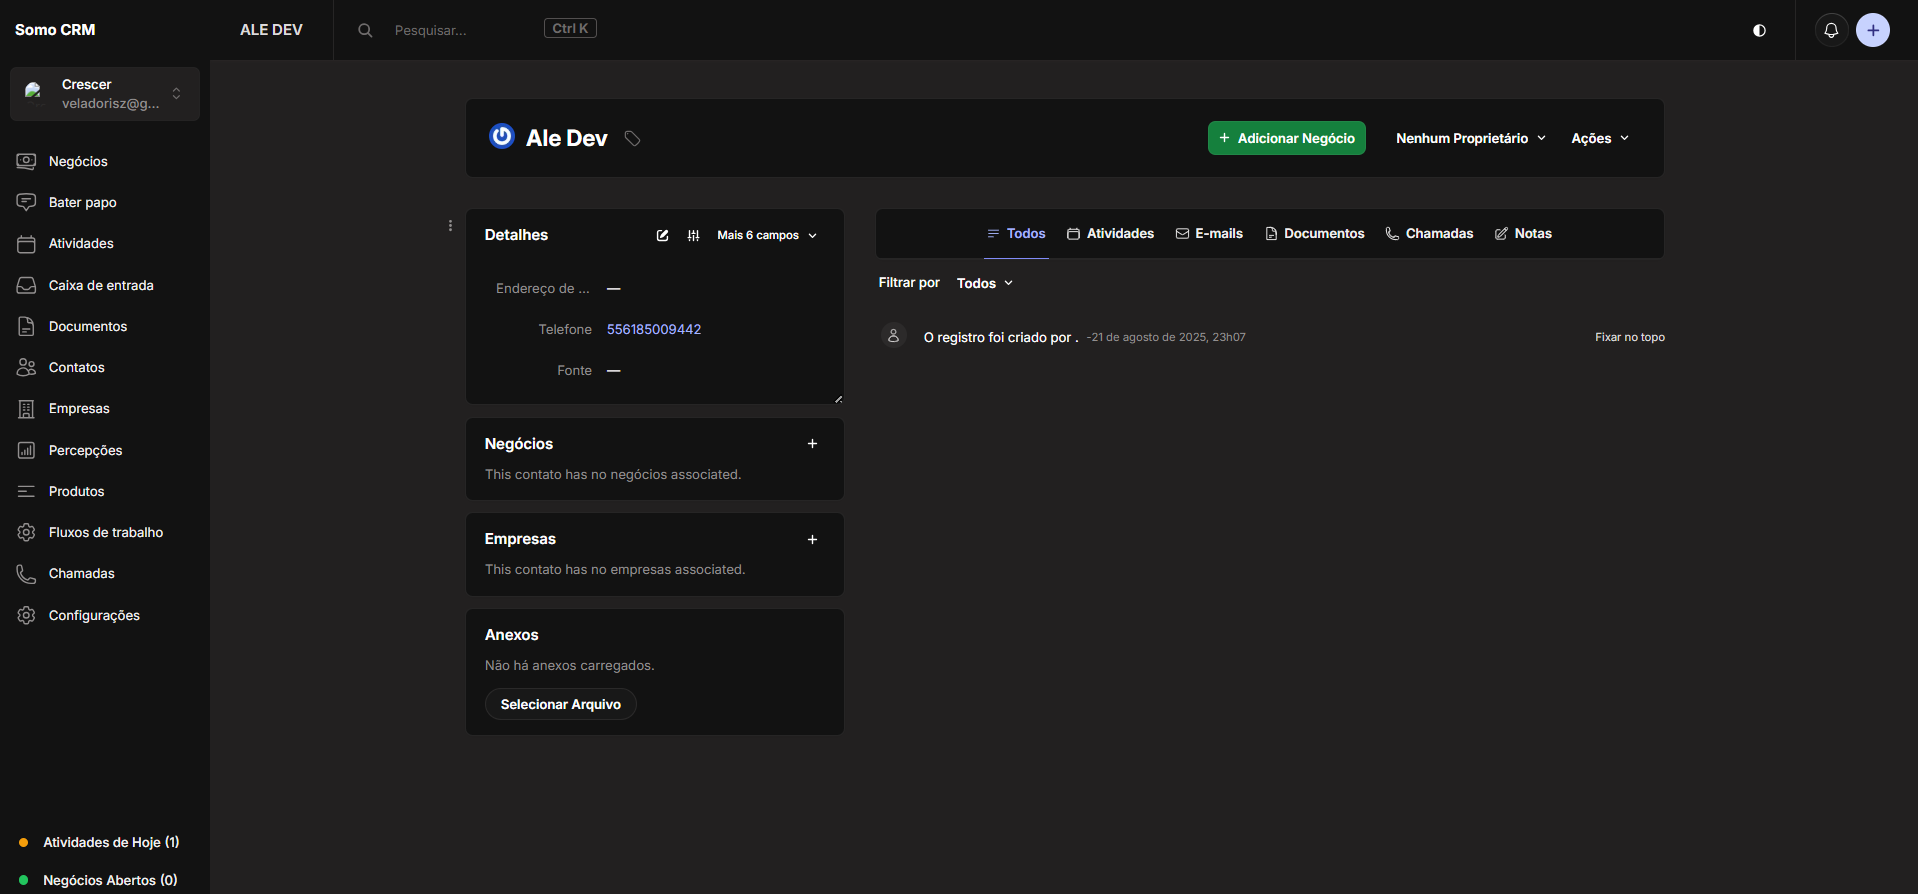 Somo CRM
ALE DEV
Pesquisar...
Ctrl K
Crescer
veladorisz@g...
Negócios
Bater papo
Atividades
Caixa de entrada
Documentos
Contatos
Empresas
Percepções
Produtos
Fluxos de trabalho
Chamadas
Configurações
Atividades de Hoje (1)
Negócios Abertos (0)
Ale Dev
Adicionar Negócio
Nenhum Proprietário
Ações
Detalhes
Mais 6 campos
Endereço de ... —
Telefone 556185009442
Fonte —
Negócios
This contato has no negócios associated.
Empresas
This contato has no empresas associated.
Anexos
Não há anexos carregados.
Selecionar Arquivo
Todos Atividades E-mails Documentos Chamadas Notas
Filtrar por Todos
O registro foi criado por . -21 de agosto de 2025, 23h07
Fixar no topo